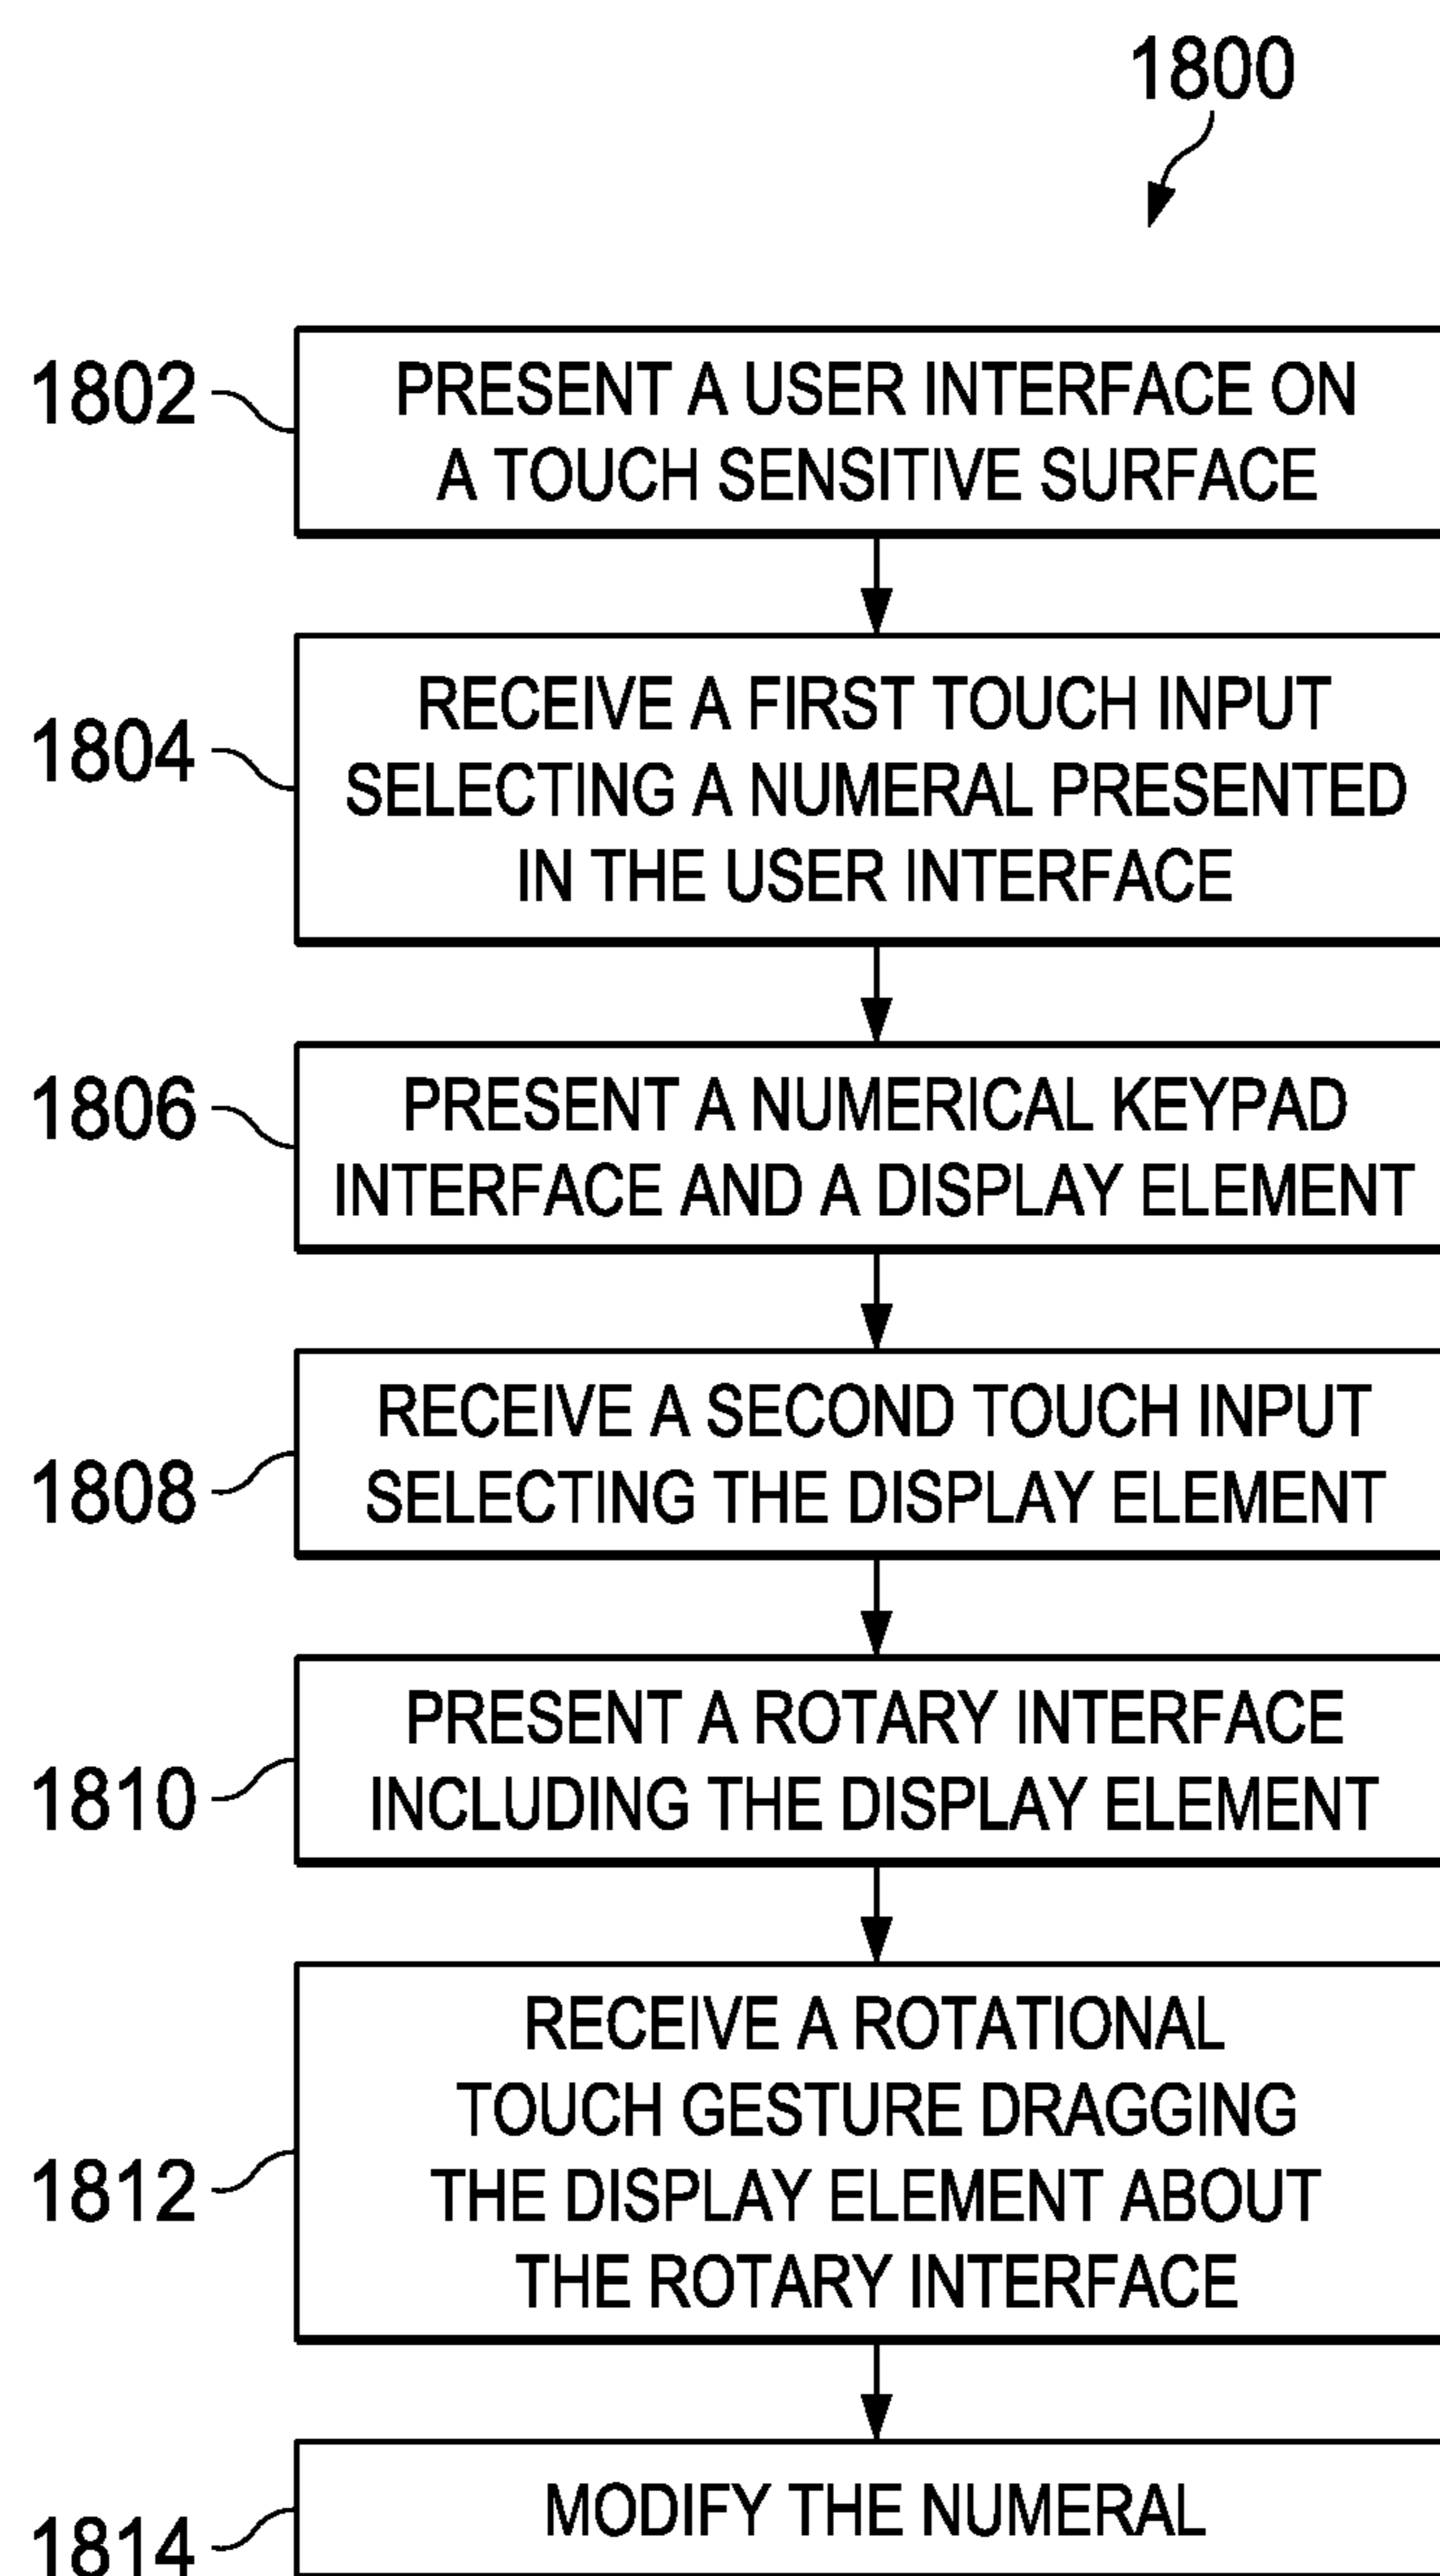 1800
1802
PRESENT A USER INTERFACE ON
A TOUCH SENSITIVE SURFACE
1804
RECEIVE A FIRST TOUCH INPUT
SELECTING A NUMERAL PRESENTED
IN THE USER INTERFACE
1806
PRESENT A NUMERICAL KEYPAD
INTERFACE AND A DISPLAY ELEMENT
1808
RECEIVE A SECOND TOUCH INPUT
SELECTING THE DISPLAY ELEMENT
1810
PRESENT A ROTARY INTERFACE
INCLUDING THE DISPLAY ELEMENT
1812
RECEIVE A ROTATIONAL
TOUCH GESTURE DRAGGING
THE DISPLAY ELEMENT ABOUT
THE ROTARY INTERFACE
1814
MODIFY THE NUMERAL